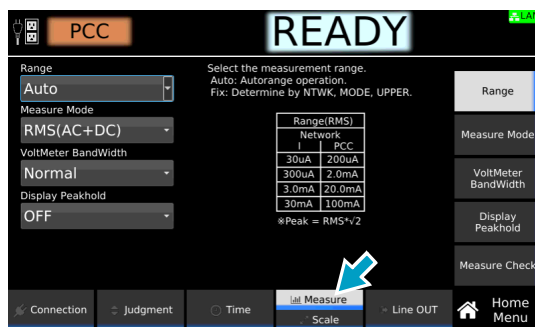 PCC
READY
LAN
Range
Auto
Measure Mode
RMS(AC+DC)
VoltMeter BandWidth
Normal
Display Peakhold
OFF
Select the measurement range.
Auto: Autorange operation.
Fix: Determine by NTWK, MODE, UPPER.
Range(RMS)
Network
I PCC
30uA 200uA
300uA 2.0mA
3.0mA 20.0mA
30mA 100mA
※Peak = RMS*√2
Range
Measure Mode
VoltMeter
BandWidth
Display
Peakhold
Measure Check
Connection
Judgment
Time
Measure
Scale
Line OUT
Home
Menu